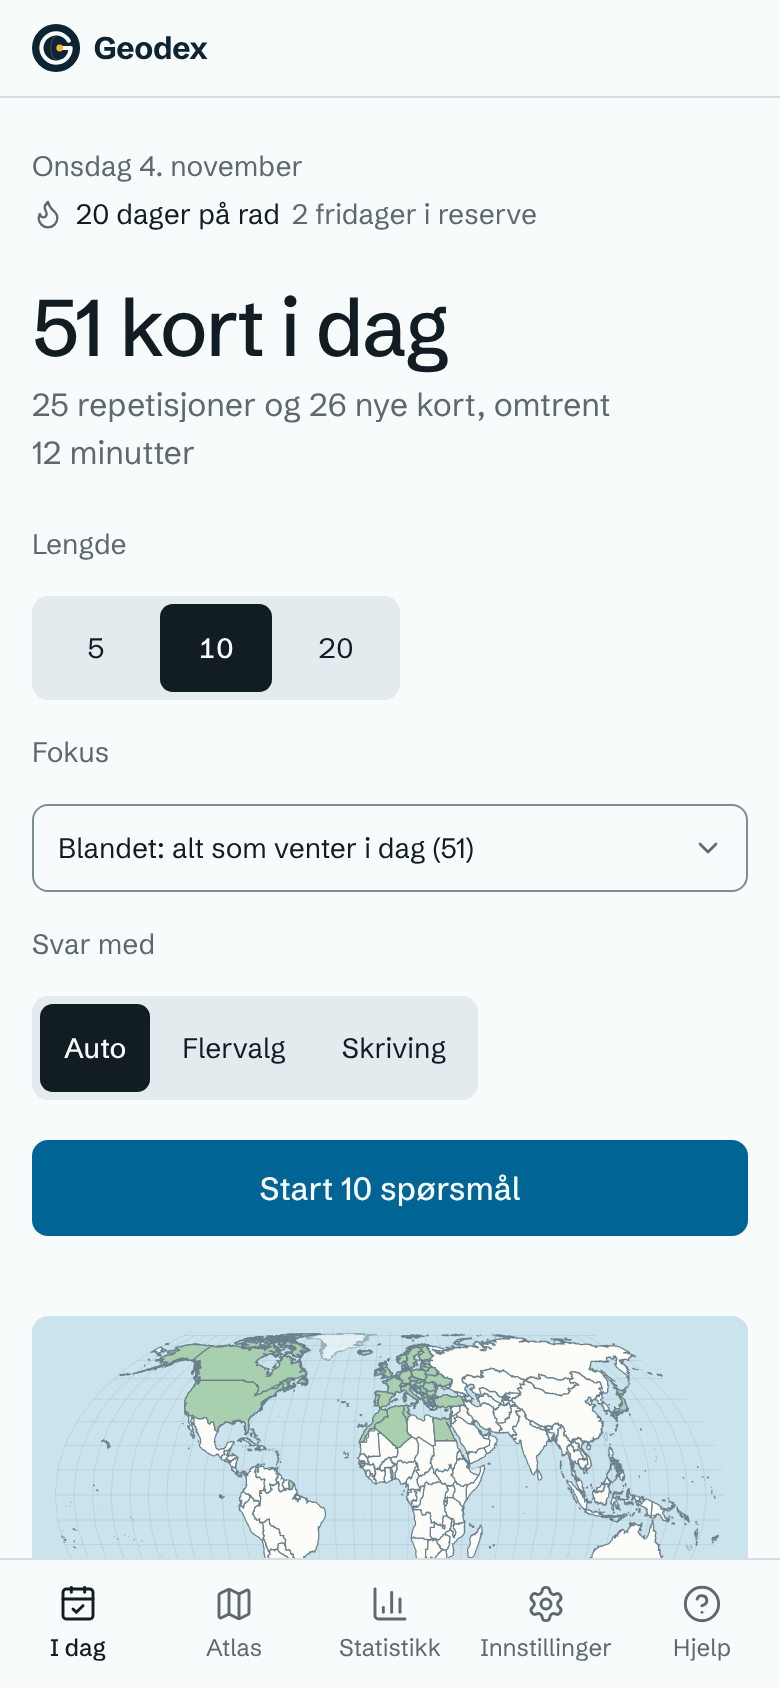 Geodex
Onsdag 4. november
20 dager på rad 2 fridager i reserve
51 kort i dag
25 repetisjoner og 26 nye kort, omtrent
12 minutter
Lengde
5 10 20
Fokus
Blandet: alt som venter i dag (51)
Svar med
Auto Flervalg Skriving
Start 10 spørsmål
I dag Atlas Statistikk Innstillinger Hjelp